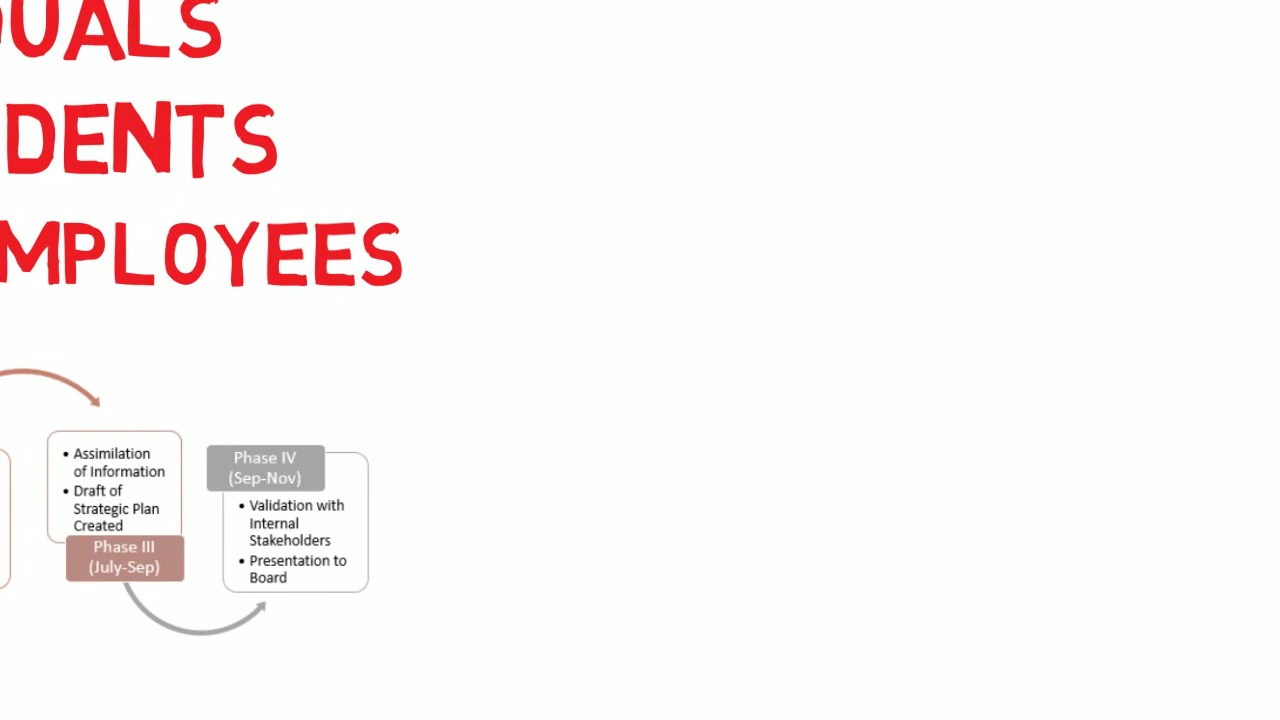 UALS
DENTS
MPLOYEES
• Assimilation
of Information
• Draft of
Strategic Plan
Created
Phase III
(July-Sep)
Phase IV
(Sep-Nov)
• Validation with
Internal
Stakeholders
• Presentation to
Board